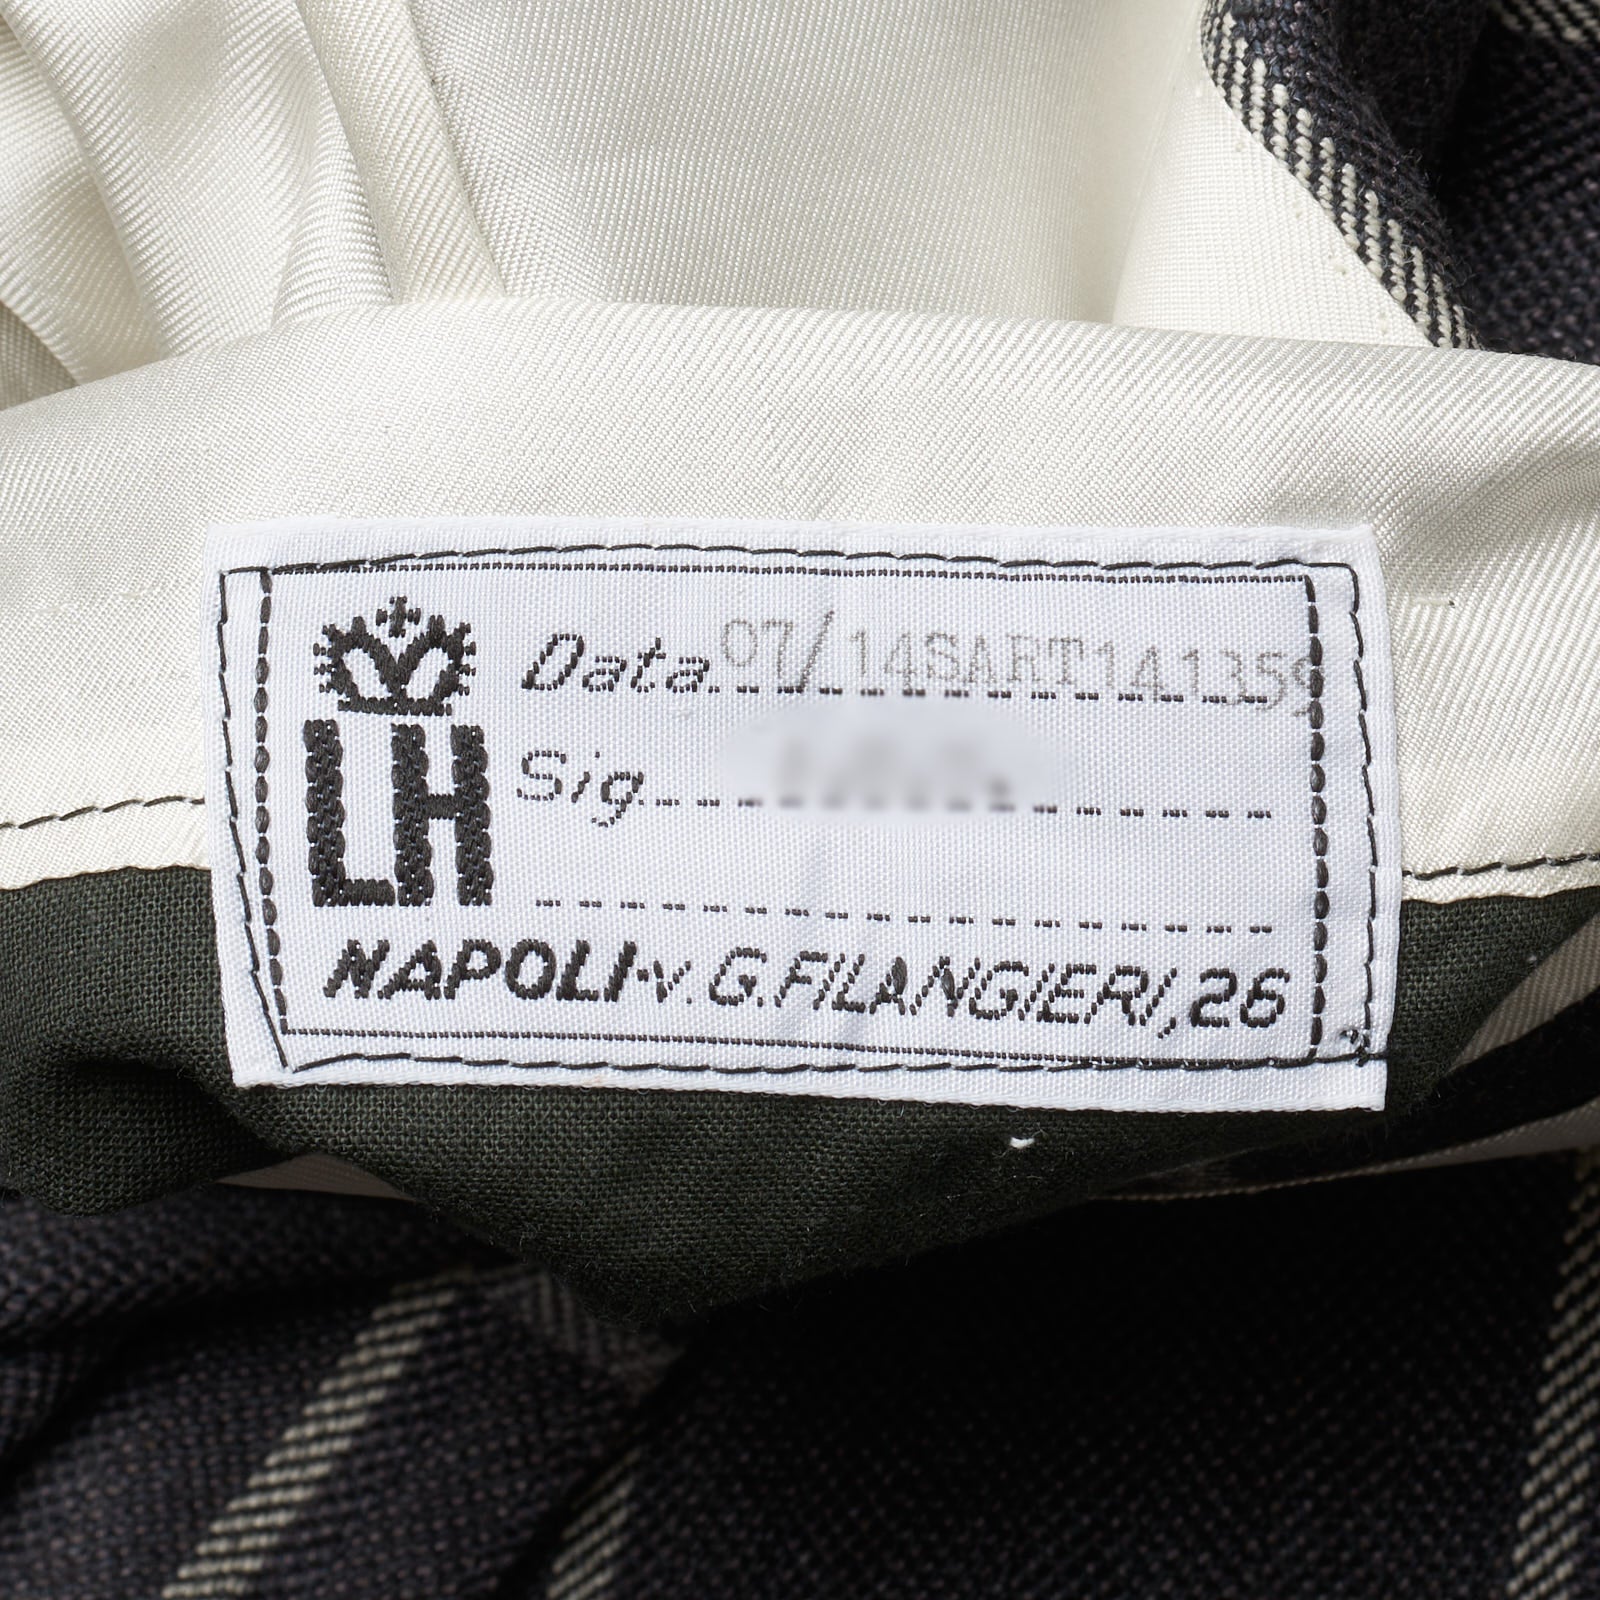 LH
Data 07/14SART141359
Sig.
NAPOLI-V. G. FILANGIERI, 26